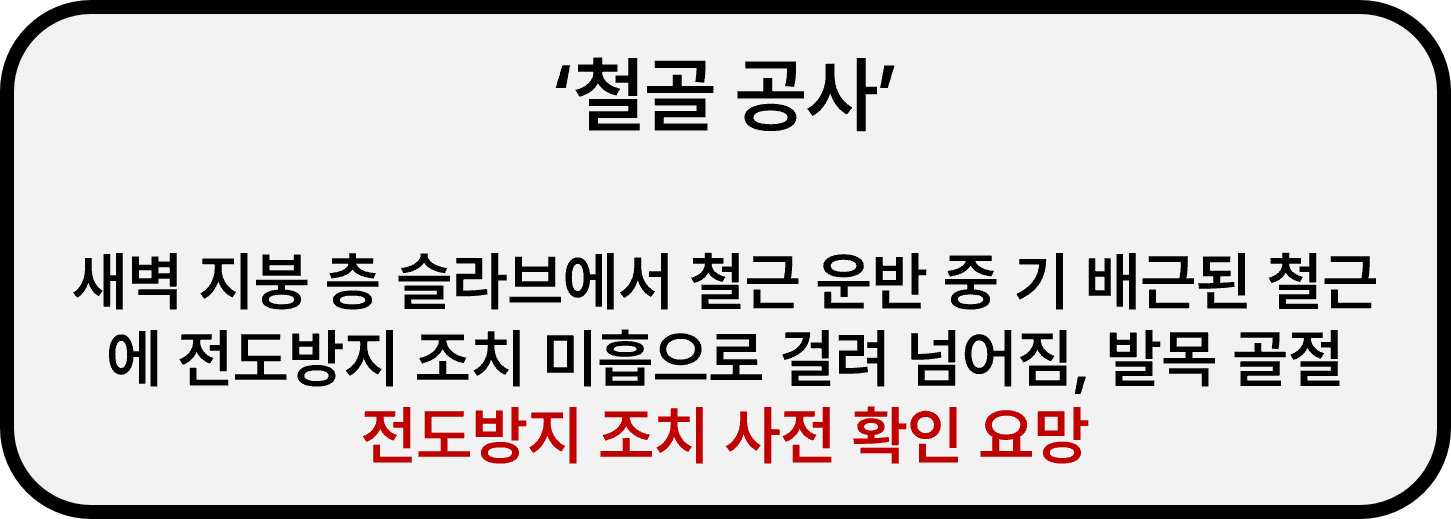 ‘철골 공사’
새벽 지붕 층 슬라브에서 철근 운반 중 기 배근된 철근
에 전도방지 조치 미흡으로 걸려 넘어짐, 발목 골절
전도방지 조치 사전 확인 요망